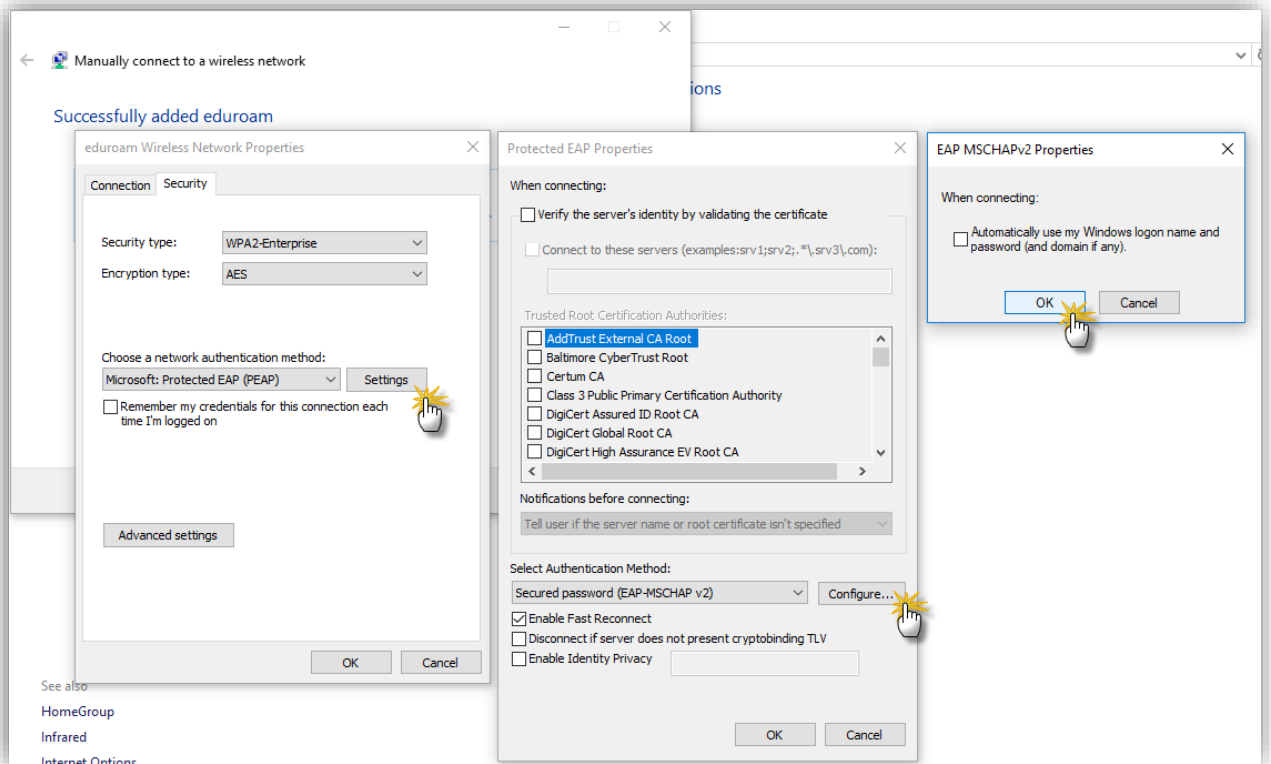 Manually connect to a wireless network
Successfully added eduroam
ions
eduroam Wireless Network Properties
Connection
Security
Security type:
WPA2-Enterprise
Encryption type:
AES
Choose a network authentication method:
Microsoft: Protected EAP (PEAP)
Settings
Remember my credentials for this connection each
time I'm logged on
Advanced settings
OK
Cancel
See also
HomeGroup
Infrared
Internet Options
Protected EAP Properties
When connecting:
Verify the server's identity by validating the certificate
Connect to these servers (examples:srv1;srv2;.*\.srv3\.com):
Trusted Root Certification Authorities:
AddTrust External CA Root
Baltimore CyberTrust Root
Certum CA
Class 3 Public Primary Certification Authority
DigiCert Assured ID Root CA
DigiCert Global Root CA
DigiCert High Assurance EV Root CA
Notifications before connecting:
Tell user if the server name or root certificate isn't specified
Select Authentication Method:
Secured password (EAP-MSCHAP v2)
Configure...
Enable Fast Reconnect
Disconnect if server does not present cryptobinding TLV
Enable Identity Privacy
OK
Cancel
EAP MSCHAPv2 Properties
When connecting:
Automatically use my Windows logon name and
password (and domain if any).
OK
Cancel